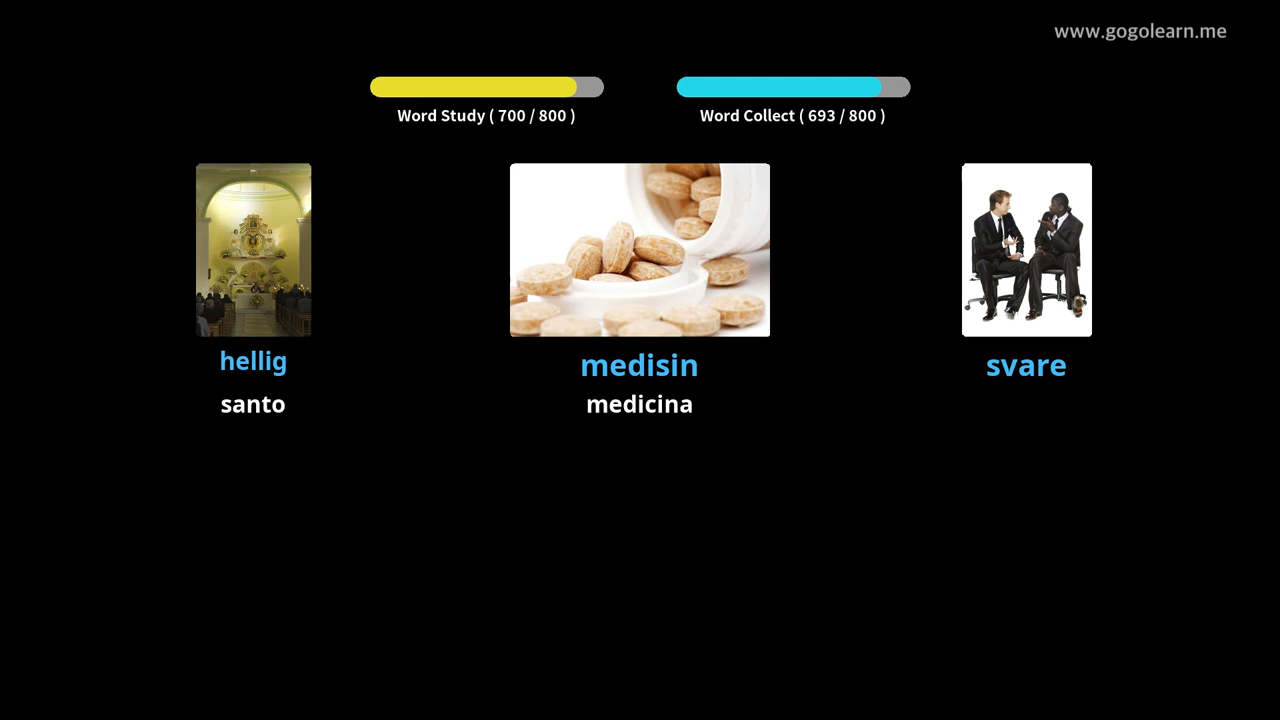 www.gogolearn.me
Word Study ( 700 / 800 )
Word Collect ( 693 / 800 )
hellig
santo
medisin
medicina
svare